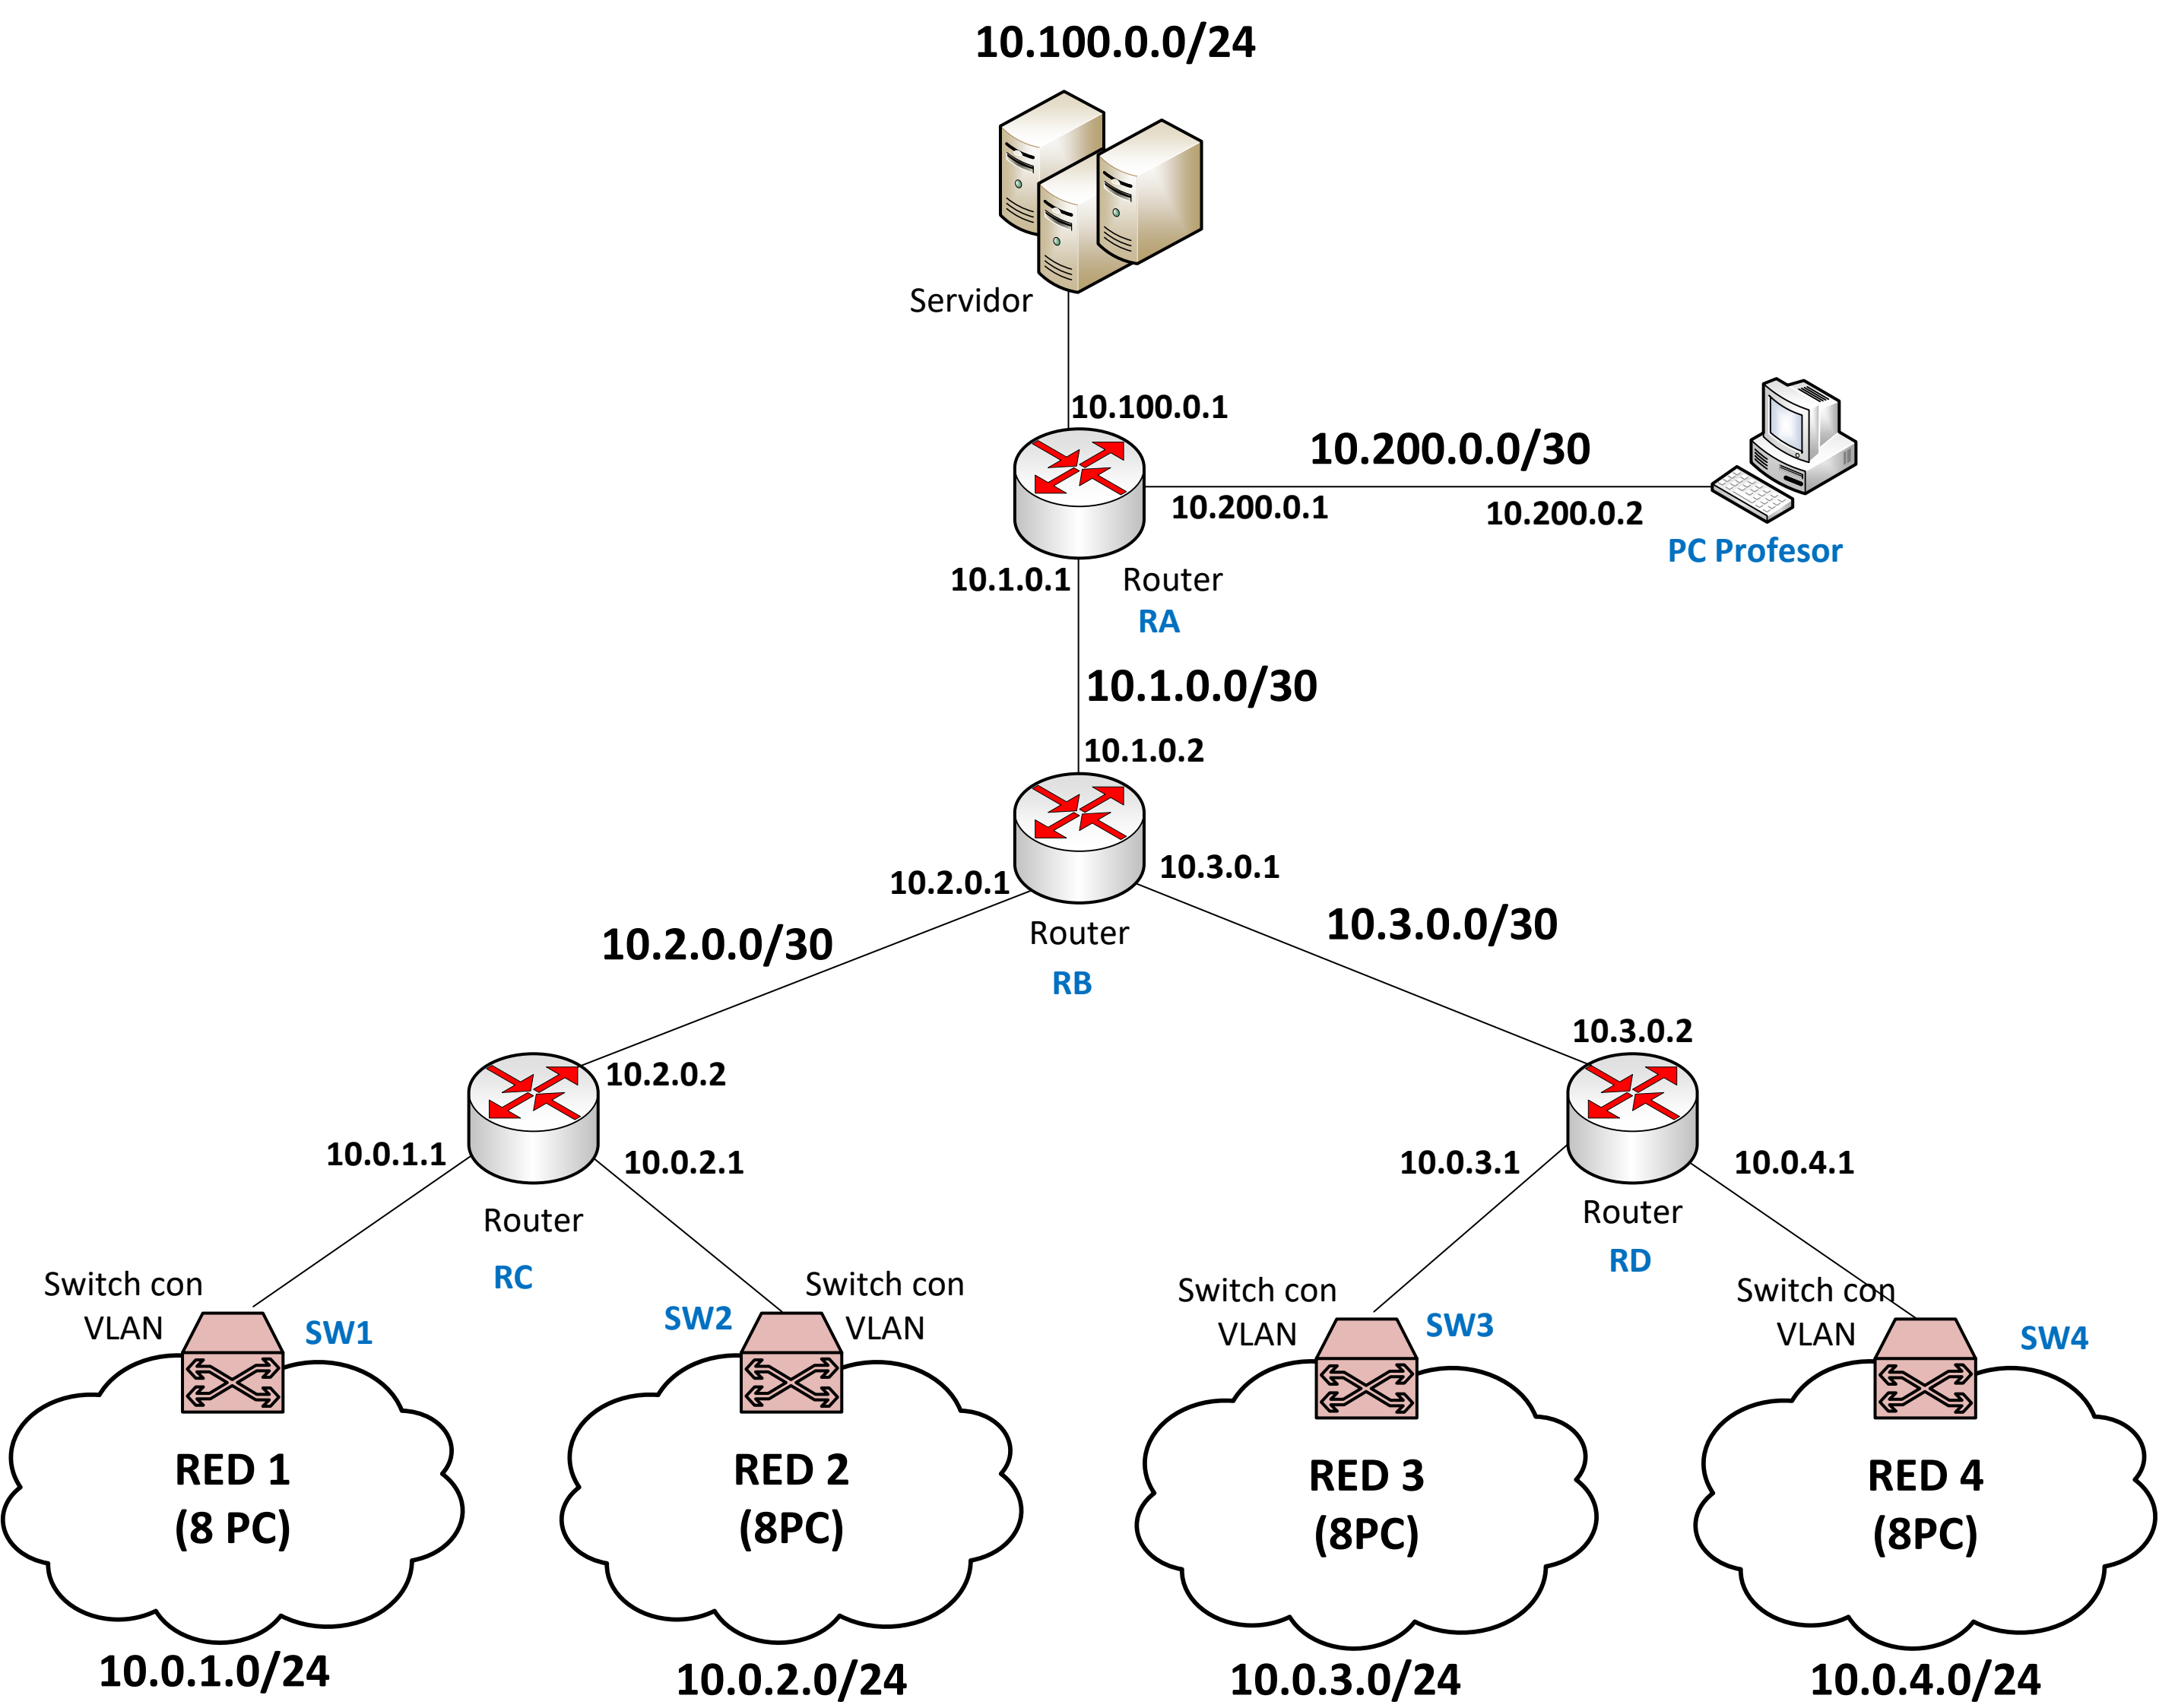 10.100.0.0/24
Servidor
10.100.0.1
10.200.0.0/30
10.200.0.1
10.200.0.2
PC Profesor
10.1.0.1
Router
RA
10.1.0.0/30
10.1.0.2
10.2.0.1
10.3.0.1
Router
RB
10.2.0.0/30
10.3.0.0/30
10.2.0.2
10.3.0.2
10.0.1.1
10.0.2.1
10.0.3.1
10.0.4.1
Router
RC
Router
RD
Switch con
VLAN
SW1
SW2
Switch con
VLAN
Switch con
VLAN
SW3
Switch con
VLAN
SW4
RED 1
(8 PC)
RED 2
(8PC)
RED 3
(8PC)
RED 4
(8PC)
10.0.1.0/24
10.0.2.0/24
10.0.3.0/24
10.0.4.0/24